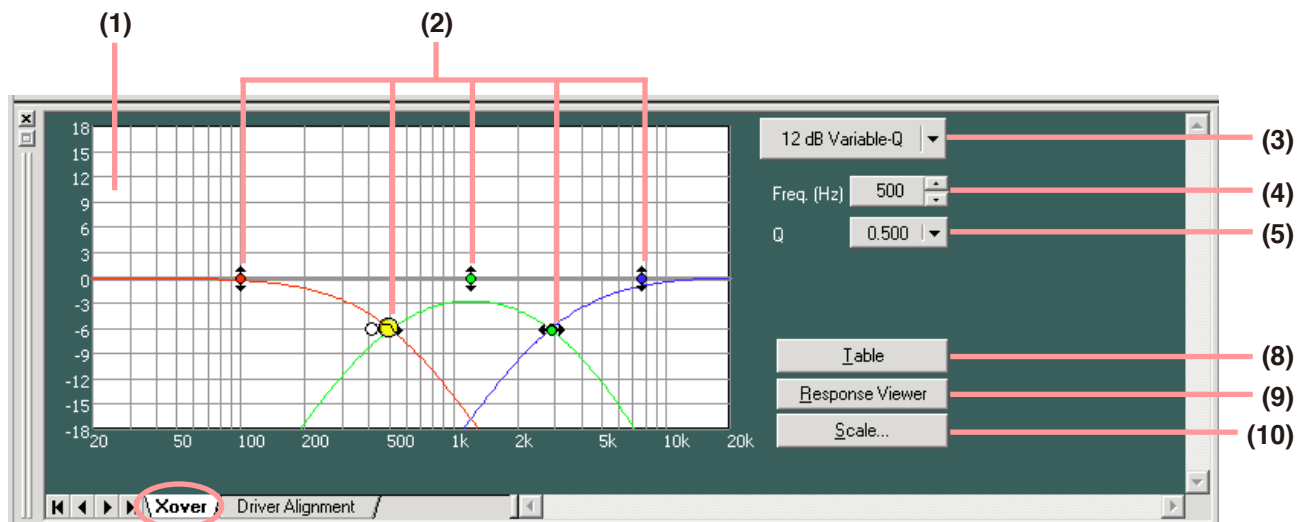 (1)
(2)
18
15
12
9
6
3
0
-3
-6
-9
-12
-15
-18
20 50 100 200 500 1k 2k 5k 10k 20k
12 dB Variable-Q
(3)
Freq. (Hz) 500
(4)
Q 0.500
(5)
Table
(8)
Response Viewer
(9)
Scale...
(10)
Xover Driver Alignment